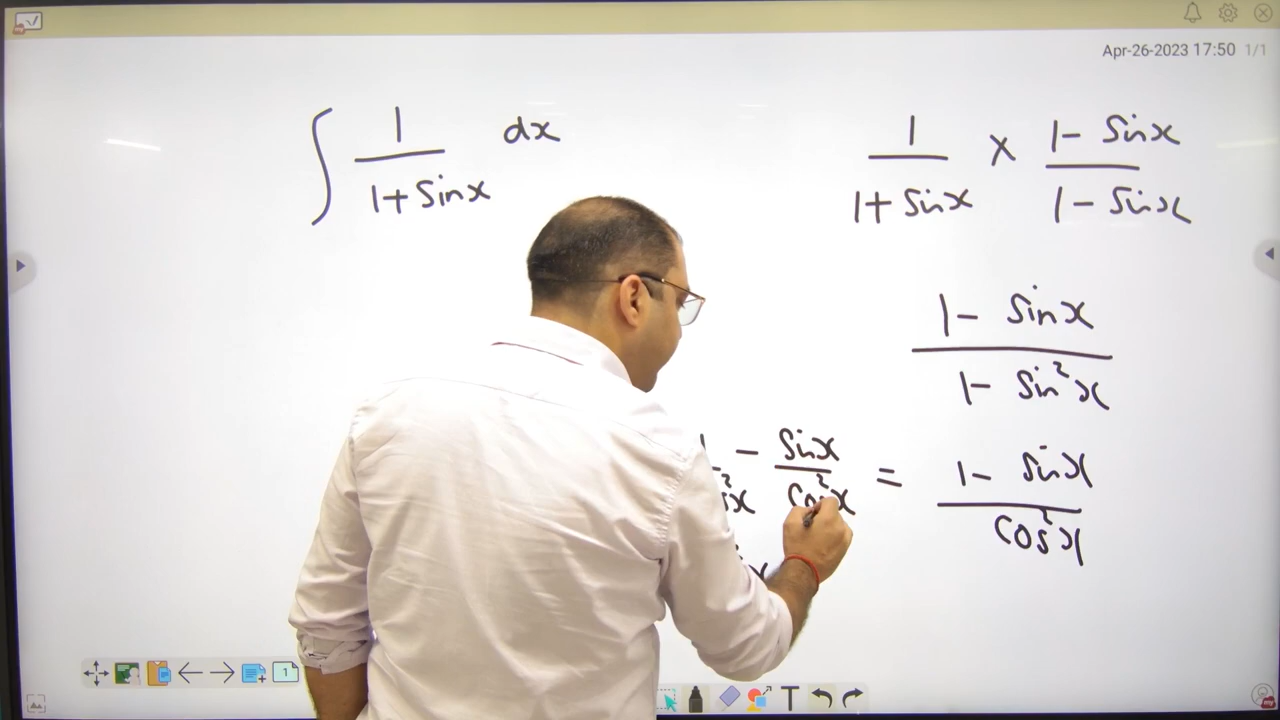 Apr-26-2023 17:50 1/1
∫ 1/(1+Sinx) dx
1/(1+Sinx) × (1-Sinx)/(1-Sinx)
(1-Sinx)/(1-Sin²x)
- Sinx/Cos²x = (1-Sinx)/(Cos²x)
1
T